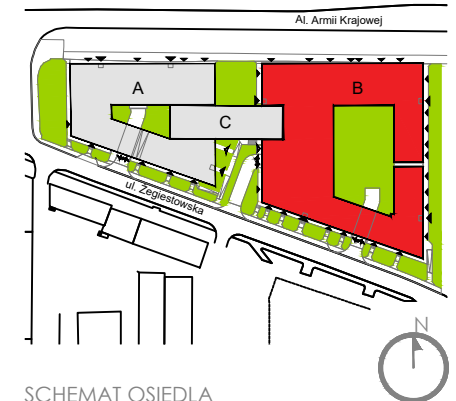 Al. Armii Krajowej
A
B
C
ul. Żegiestowska
N
SCHEMAT OSIEDLA